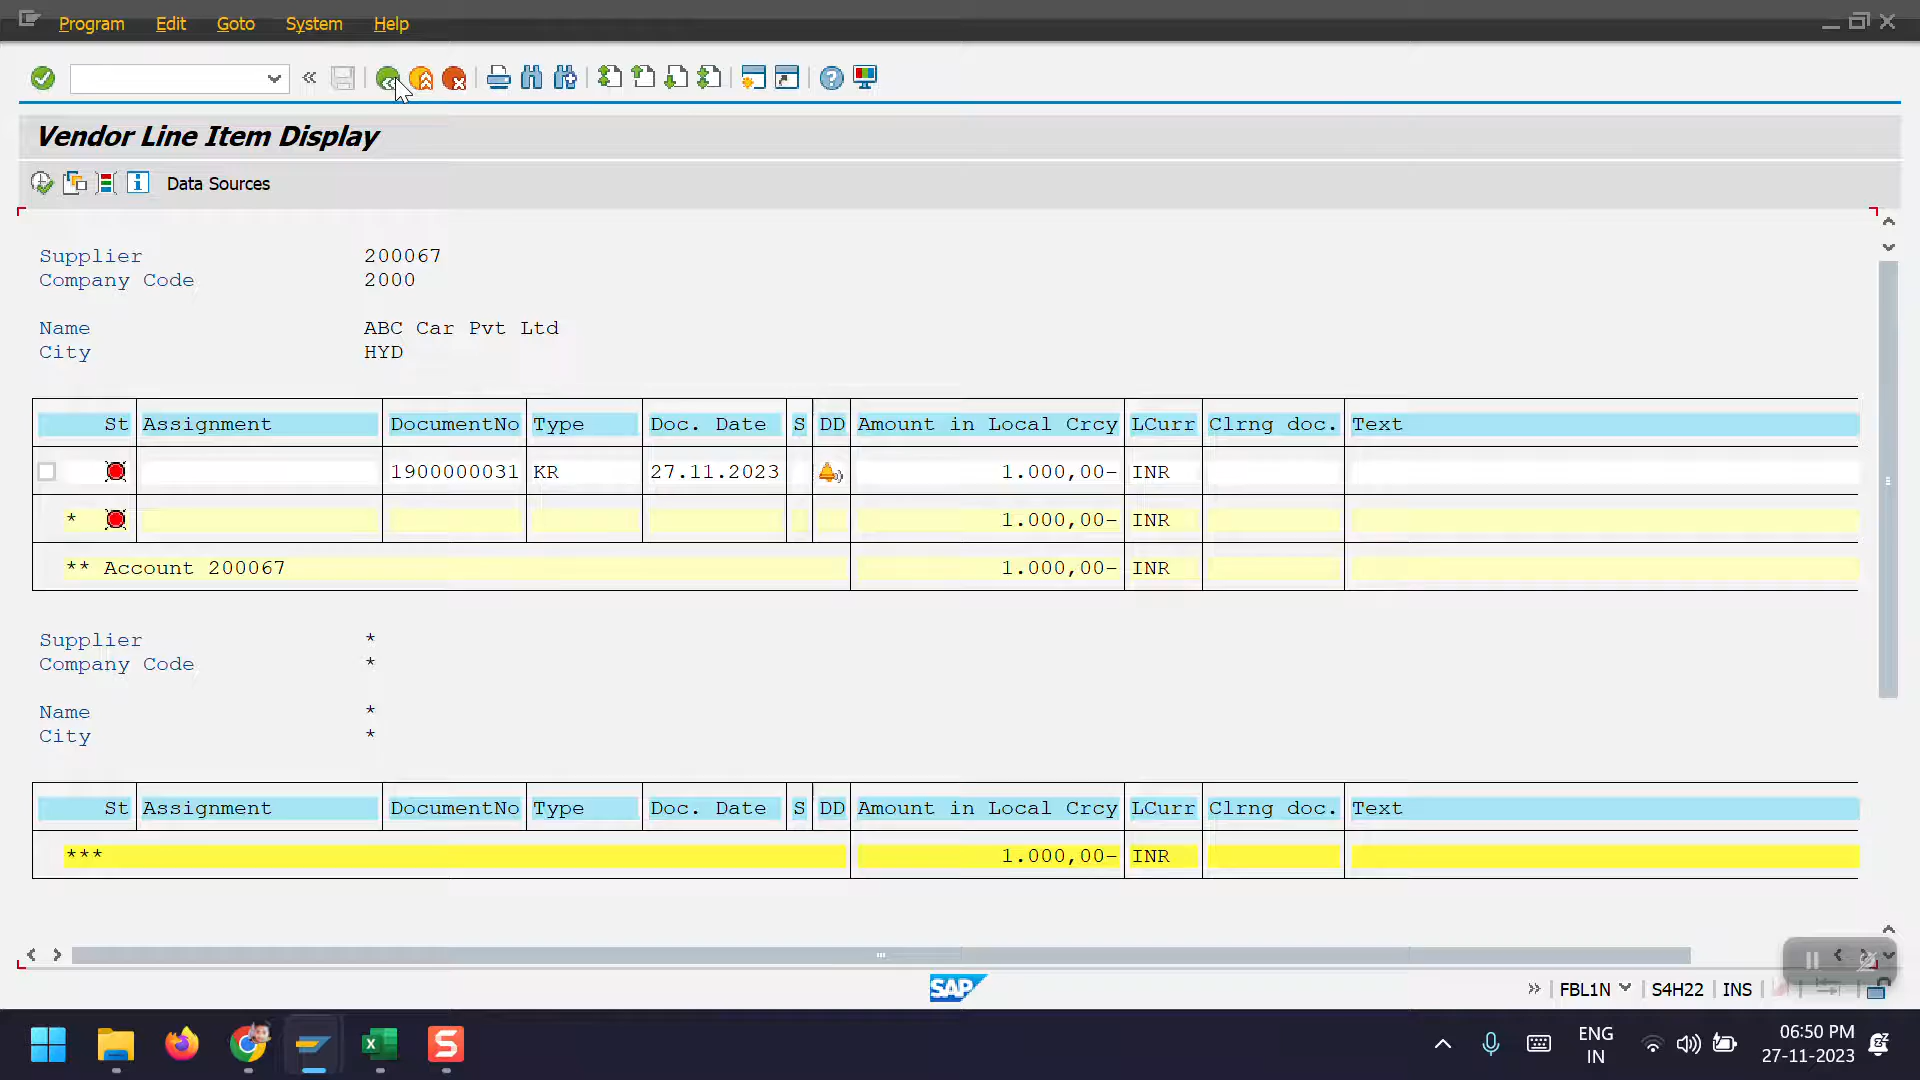 Program Edit Goto System Help
Vendor Line Item Display
Data Sources
Supplier 200067
Company Code 2000
Name ABC Car Pvt Ltd
City HYD
St Assignment DocumentNo Type Doc. Date S DD Amount in Local Crcy LCurr Clrng doc. Text
1900000031 KR 27.11.2023 1.000,00- INR
* 1.000,00- INR
** Account 200067 1.000,00- INR
Supplier *
Company Code *
Name *
City *
St Assignment DocumentNo Type Doc. Date S DD Amount in Local Crcy LCurr Clrng doc. Text
*** 1.000,00- INR
SAP
FBL1N S4H22 INS
ENG
IN
06:50 PM
27-11-2023